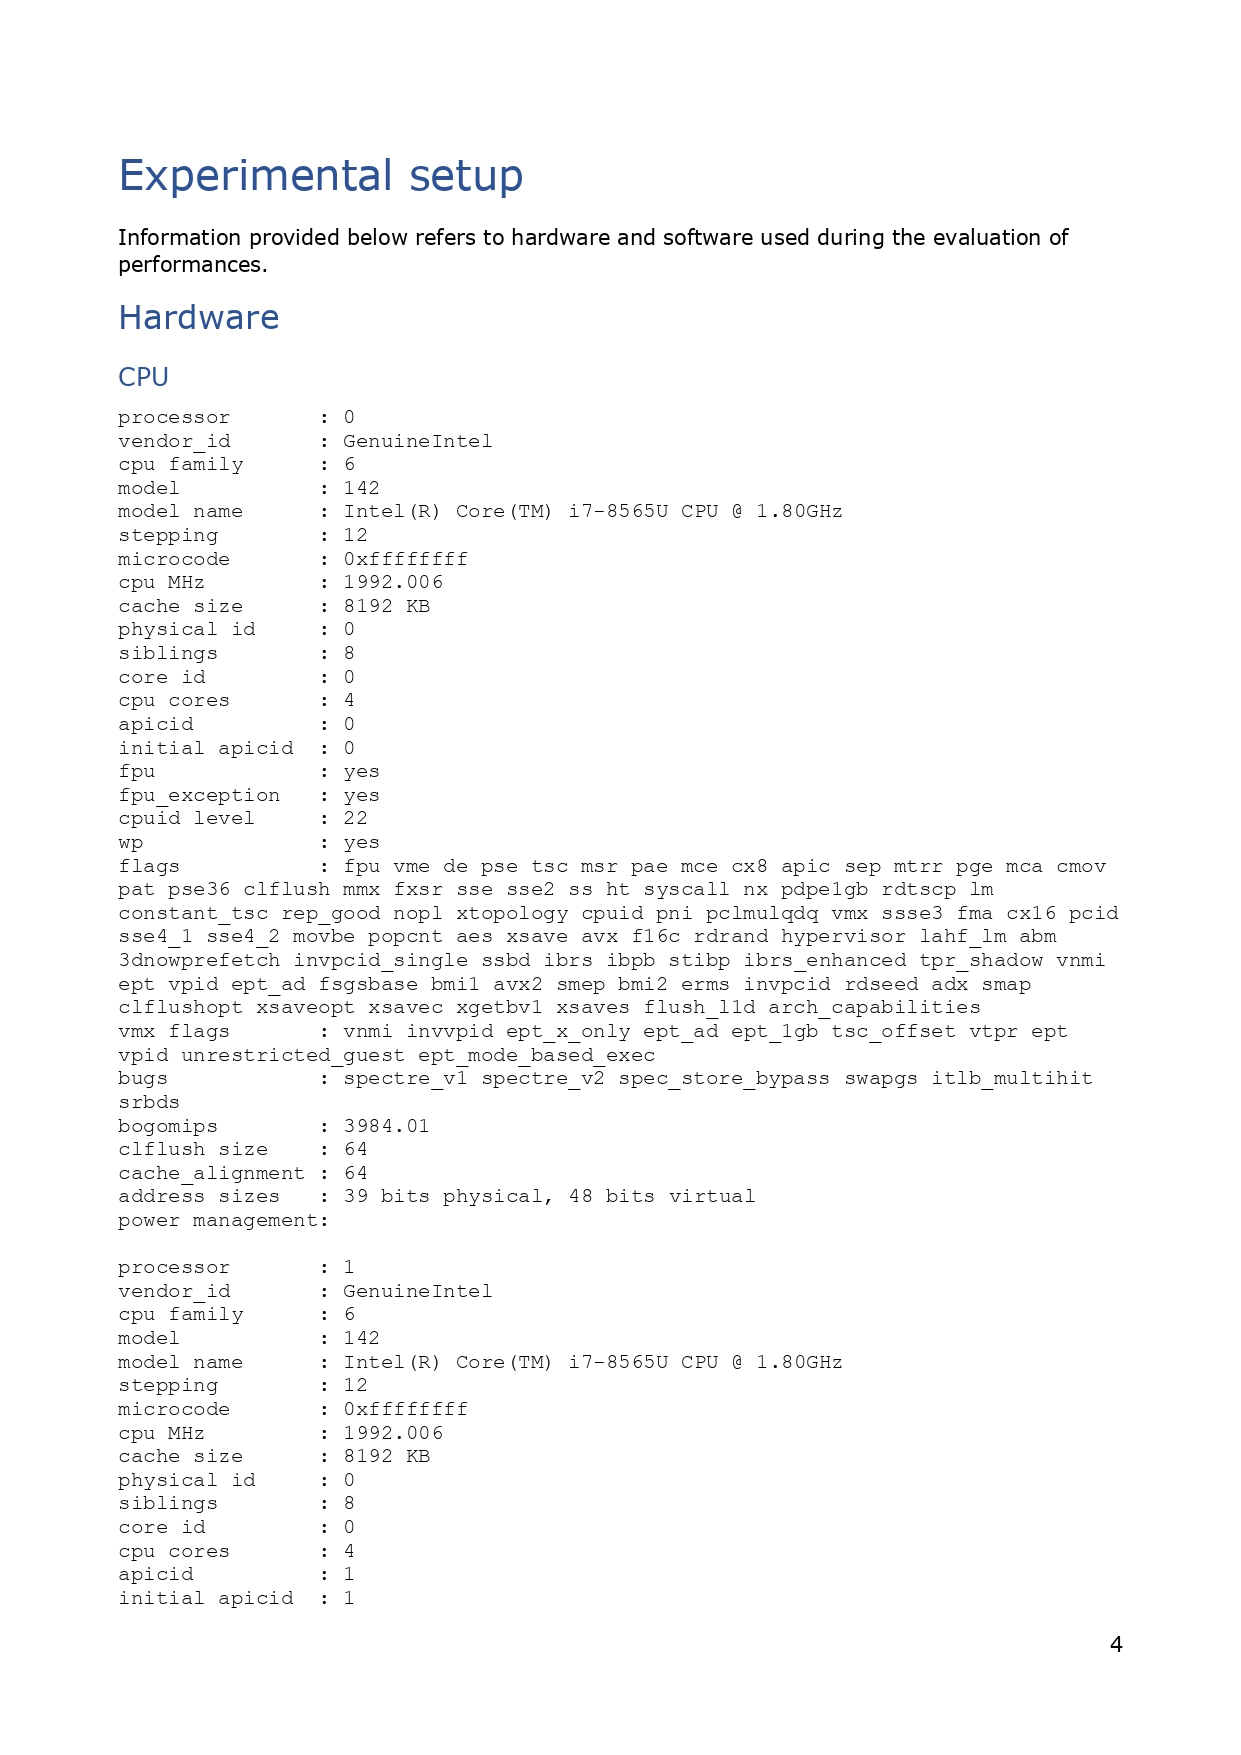 Experimental setup
Information provided below refers to hardware and software used during the evaluation of
performances.
Hardware
CPU
processor       : 0
vendor_id       : GenuineIntel
cpu family      : 6
model           : 142
model name      : Intel(R) Core(TM) i7-8565U CPU @ 1.80GHz
stepping        : 12
microcode       : 0xffffffff
cpu MHz         : 1992.006
cache size      : 8192 KB
physical id     : 0
siblings        : 8
core id         : 0
cpu cores       : 4
apicid          : 0
initial apicid  : 0
fpu             : yes
fpu_exception   : yes
cpuid level     : 22
wp              : yes
flags           : fpu vme de pse tsc msr pae mce cx8 apic sep mtrr pge mca cmov
pat pse36 clflush mmx fxsr sse sse2 ss ht syscall nx pdpe1gb rdtscp lm
constant_tsc rep_good nopl xtopology cpuid pni pclmulqdq vmx ssse3 fma cx16 pcid
sse4_1 sse4_2 movbe popcnt aes xsave avx f16c rdrand hypervisor lahf_lm abm
3dnowprefetch invpcid_single ssbd ibrs ibpb stibp ibrs_enhanced tpr_shadow vnmi
ept vpid ept_ad fsgsbase bmi1 avx2 smep bmi2 erms invpcid rdseed adx smap
clflushopt xsaveopt xsavec xgetbv1 xsaves flush_l1d arch_capabilities
vmx flags       : vnmi invvpid ept_x_only ept_ad ept_1gb tsc_offset vtpr ept
vpid unrestricted_guest ept_mode_based_exec
bugs            : spectre_v1 spectre_v2 spec_store_bypass swapgs itlb_multihit
srbds
bogomips        : 3984.01
clflush size    : 64
cache_alignment : 64
address sizes   : 39 bits physical, 48 bits virtual
power management:
processor       : 1
vendor_id       : GenuineIntel
cpu family      : 6
model           : 142
model name      : Intel(R) Core(TM) i7-8565U CPU @ 1.80GHz
stepping        : 12
microcode       : 0xffffffff
cpu MHz         : 1992.006
cache size      : 8192 KB
physical id     : 0
siblings        : 8
core id         : 0
cpu cores       : 4
apicid          : 1
initial apicid  : 1
4